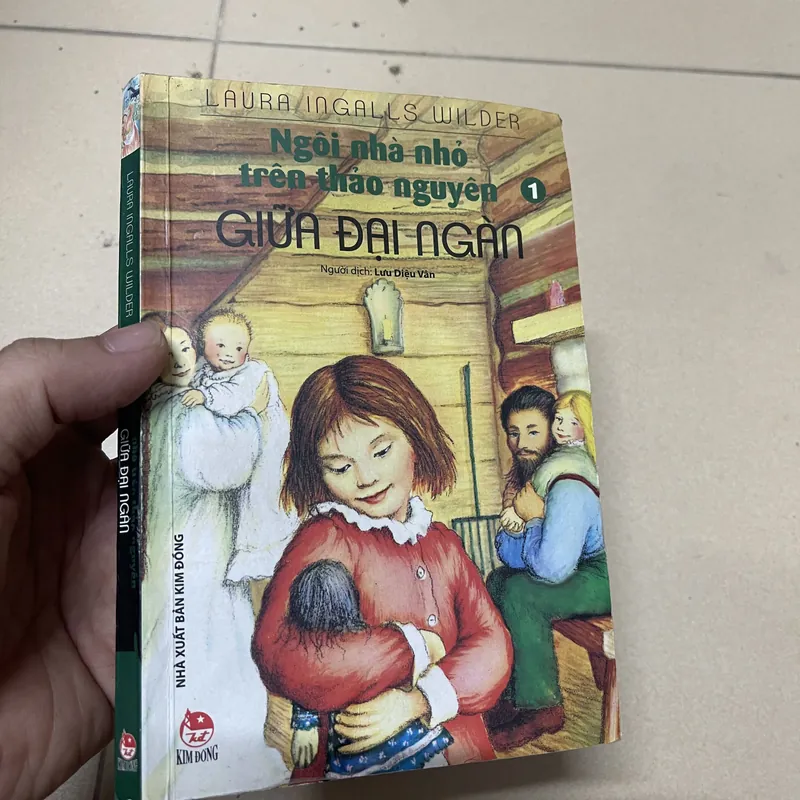 LAURA INGALLS WILDER
Ngôi nhà nhỏ
trên thảo nguyên 1
GIỮA ĐẠI NGÀN
Người dịch: Lưu Diệu Vân
NHÀ XUẤT BẢN KIM ĐỒNG
kđ
KIM ĐỒNG
LAURA INGALLS WILDER
GIỮA ĐẠI NGÀN